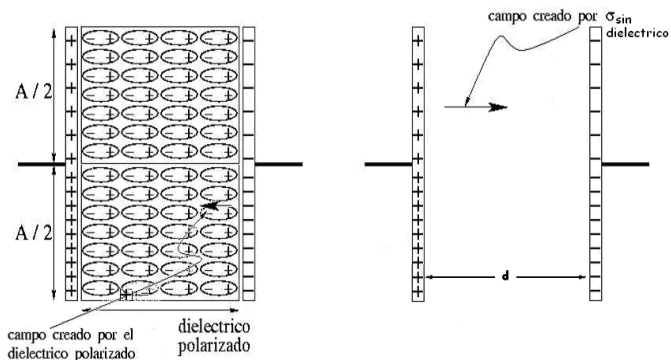 campo creado por σsin
dielectrico
A / 2
A / 2
d
campo creado por el
dielectrico polarizado
dielectrico
polarizado